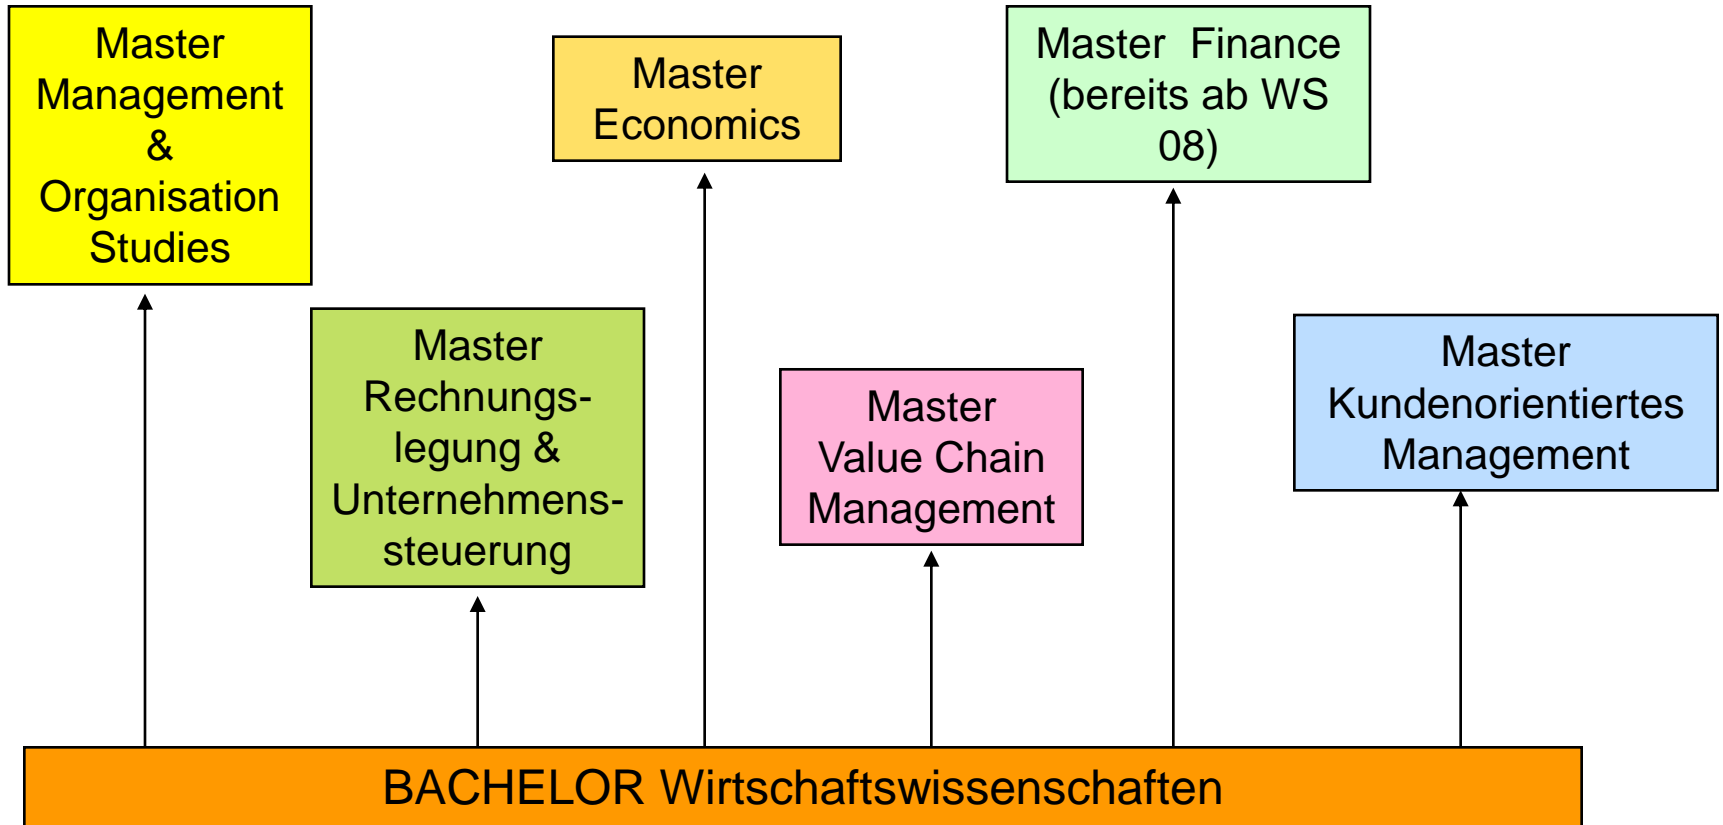 Master
Management
&
Organisation
Studies
Master
Economics
Master  Finance
(bereits ab WS
08)
Master
Rechnungs-
legung &
Unternehmens-
steuerung
Master
Value Chain
Management
Master
Kundenorientiertes
Management
BACHELOR Wirtschaftswissenschaften